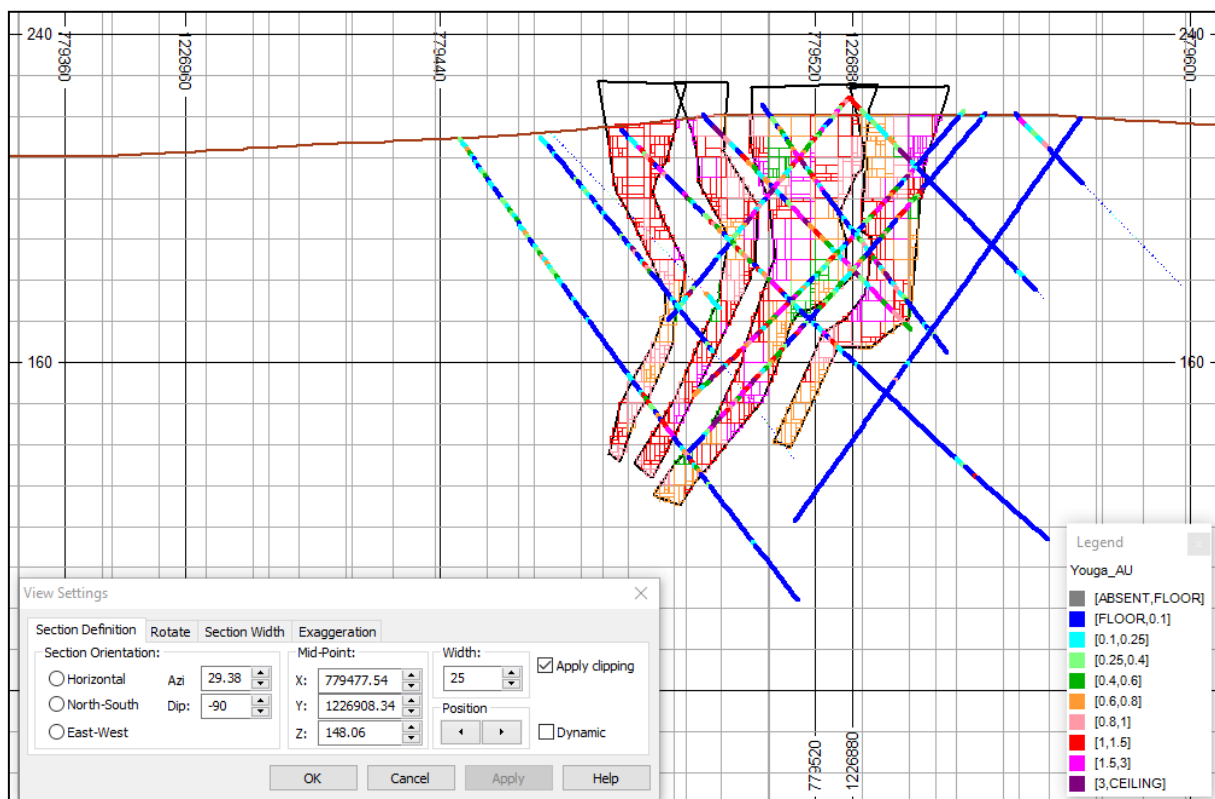 240
779360
1226960
779440
779520
1226880
779600
240
160
160
779520
1226880
View Settings
Section Definition Rotate Section Width Exaggeration
Section Orientation: Mid-Point: Width:
Horizontal Azi 29.38 X: 779477.54 25 Apply clipping
North-South Dip: -90 Y: 1226908.34 Position
East-West Z: 148.06 Dynamic
OK Cancel Apply Help
Legend
Youga_AU
[ABSENT,FLOOR]
[FLOOR,0.1]
[0.1,0.25]
[0.25,0.4]
[0.4,0.6]
[0.6,0.8]
[0.8,1]
[1,1.5]
[1.5,3]
[3,CEILING]